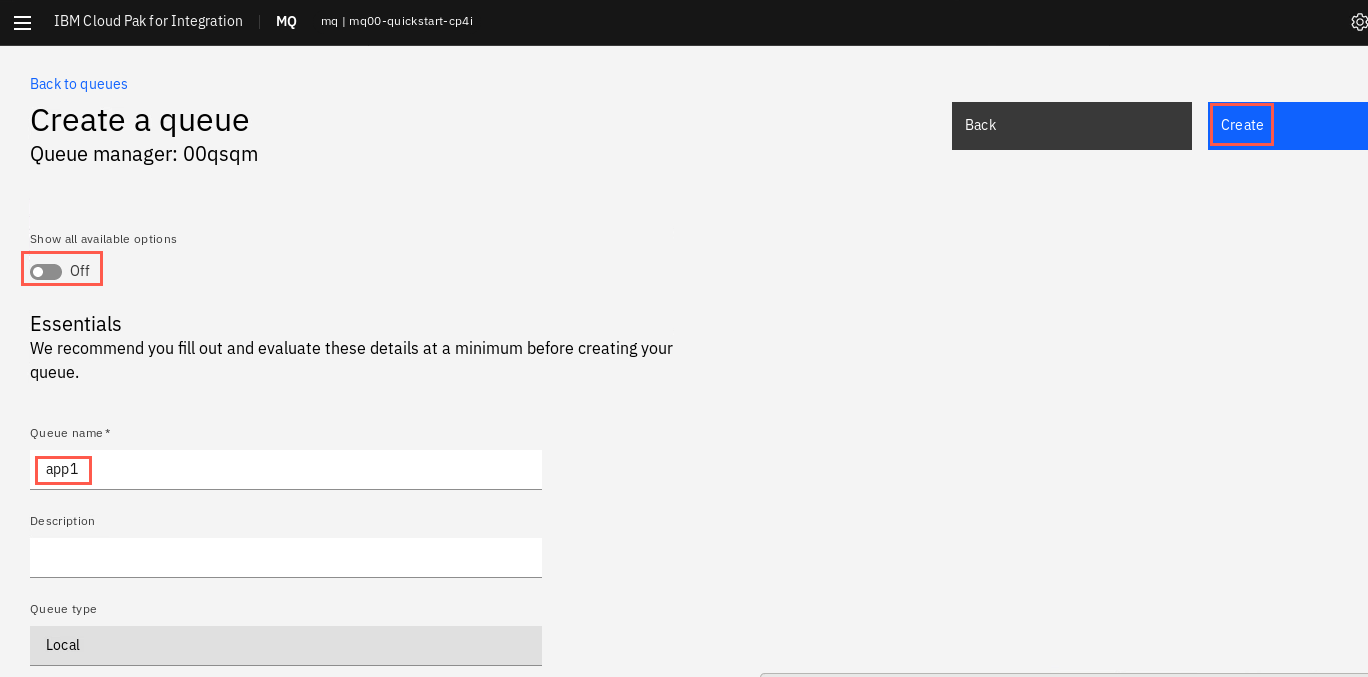 IBM Cloud Pak for Integration MQ mq | mq00-quickstart-cp4i
Back to queues
Create a queue
Queue manager: 00qsqm
Back
Create
Show all available options
Off
Essentials
We recommend you fill out and evaluate these details at a minimum before creating your
queue.
Queue name *
app1
Description
Queue type
Local